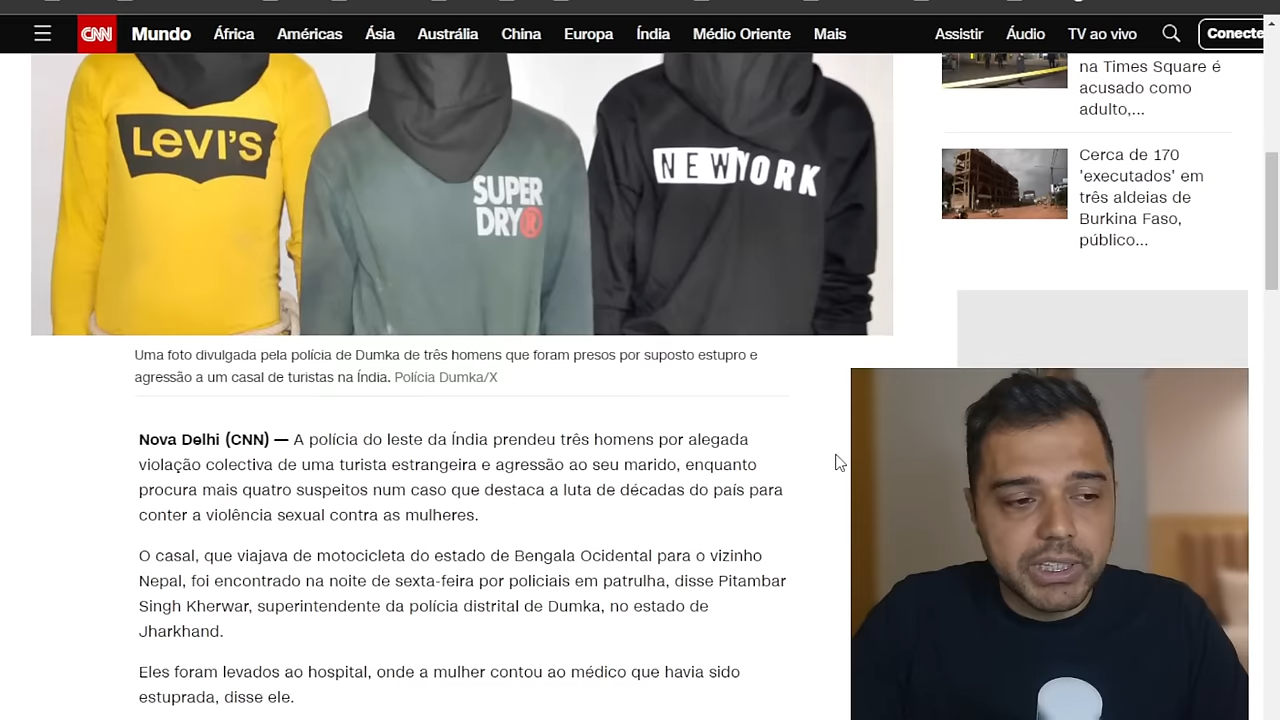 CNN Mundo África Américas Ásia Austrália China Europa Índia Médio Oriente Mais Assistir Áudio TV ao vivo Conecte
LEVI'S
SUPER
DRY®
NEW YORK
na Times Square é
acusado como
adulto,...
Cerca de 170
'executados' em
três aldeias de
Burkina Faso,
público...
Uma foto divulgada pela polícia de Dumka de três homens que foram presos por suposto estupro e
agressão a um casal de turistas na Índia. Polícia Dumka/X
Nova Delhi (CNN) — A polícia do leste da Índia prendeu três homens por alegada
violação colectiva de uma turista estrangeira e agressão ao seu marido, enquanto
procura mais quatro suspeitos num caso que destaca a luta de décadas do país para
conter a violência sexual contra as mulheres.
O casal, que viajava de motocicleta do estado de Bengala Ocidental para o vizinho
Nepal, foi encontrado na noite de sexta-feira por policiais em patrulha, disse Pitambar
Singh Kherwar, superintendente da polícia distrital de Dumka, no estado de
Jharkhand.
Eles foram levados ao hospital, onde a mulher contou ao médico que havia sido
estuprada, disse ele.